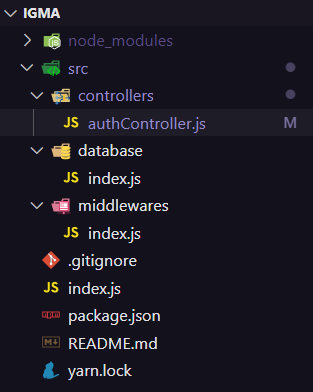 IGMA
node_modules
src
controllers
JS authController.js M
database
JS index.js
middlewares
JS index.js
.gitignore
JS index.js
package.json
README.md
yarn.lock